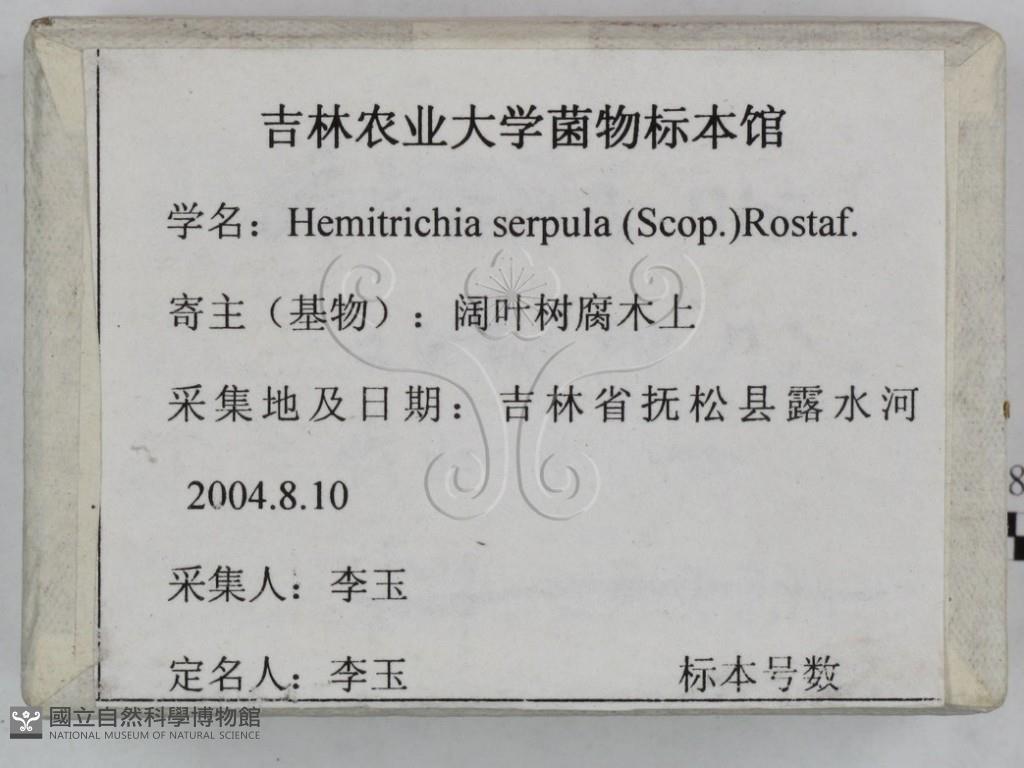 吉林农业大学菌物标本馆
学名：Hemitrichia serpula (Scop.)Rostaf.
寄主（基物）：阔叶树腐木上
采集地及日期：吉林省抚松县露水河
2004.8.10
采集人：李玉
定名人：李玉 标本号数
8
國立自然科學博物館
NATIONAL MUSEUM OF NATURAL SCIENCE